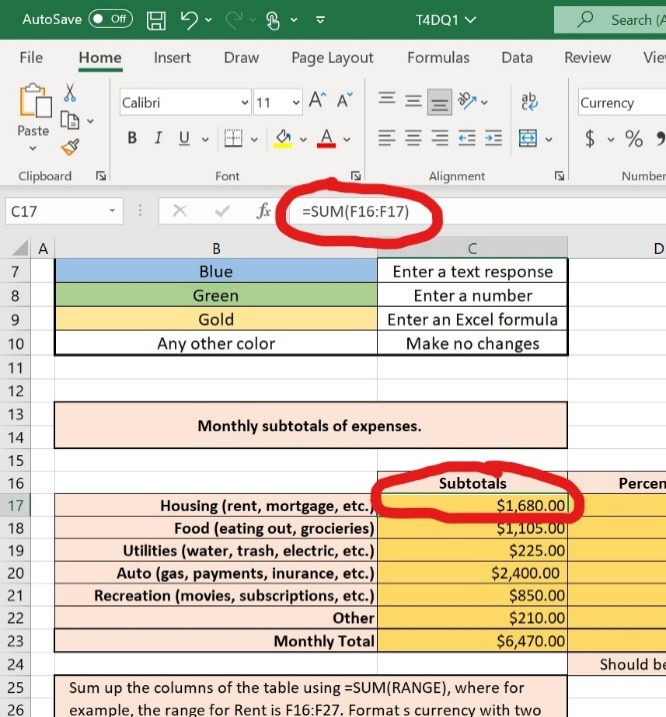 AutoSave Off T4DQ1 Search (A
File Home Insert Draw Page Layout Formulas Data Review Vie
Paste Calibri 11 A^ A˅ ab Currency
B I U A $ %
Clipboard Font Alignment Number
C17 fx =SUM(F16:F17)
A B C D
7 Blue Enter a text response
8 Green Enter a number
9 Gold Enter an Excel formula
10 Any other color Make no changes
11
12
13 Monthly subtotals of expenses.
14
15
16 Subtotals Percen
17 Housing (rent, mortgage, etc.) $1,680.00
18 Food (eating out, grocieries) $1,105.00
19 Utilities (water, trash, electric, etc.) $225.00
20 Auto (gas, payments, inurance, etc.) $2,400.00
21 Recreation (movies, subscriptions, etc.) $850.00
22 Other $210.00
23 Monthly Total $6,470.00
24 Should be
25 Sum up the columns of the table using =SUM(RANGE), where for
26 example, the range for Rent is F16:F27. Format s currency with two